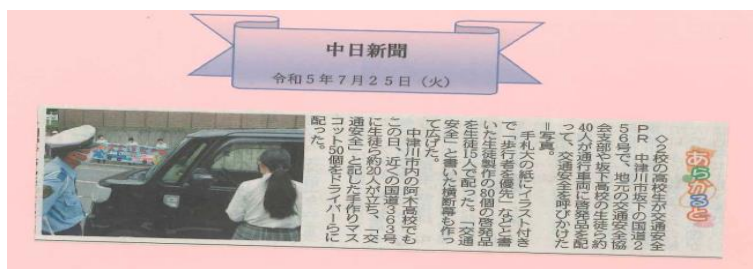 中日新聞
令和5年7月25日（火）
あらかると
◇2校の高校生が交通安全
PR 中津川市坂下の国道2
56号で、地元の交通安全協
会支部や坂下高校の生徒ら約
40人が通行車両に啓発品を配
って、交通安全を呼びかけた
＝写真。
手札大の紙にイラスト付き
で「歩行者を優先」などと書
いた生徒製作の80個の啓発品
を生徒15人で配った。「交通
安全」と書いた横断幕も作っ
て広げた。
中津川市内の阿木高校でも
この日、近くの国道363号
に生徒ら約20人が立ち、「交
通安全」と記した手作りマス
コット50個をドライバーらに
配った。